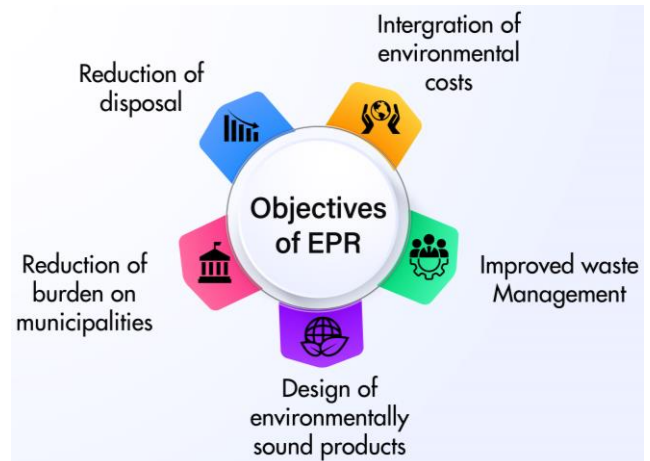 Intergration of
environmental
costs
Reduction of
disposal
Objectives
of EPR
Reduction of
burden on
municipalities
Improved waste
Management
Design of
environmentally
sound products